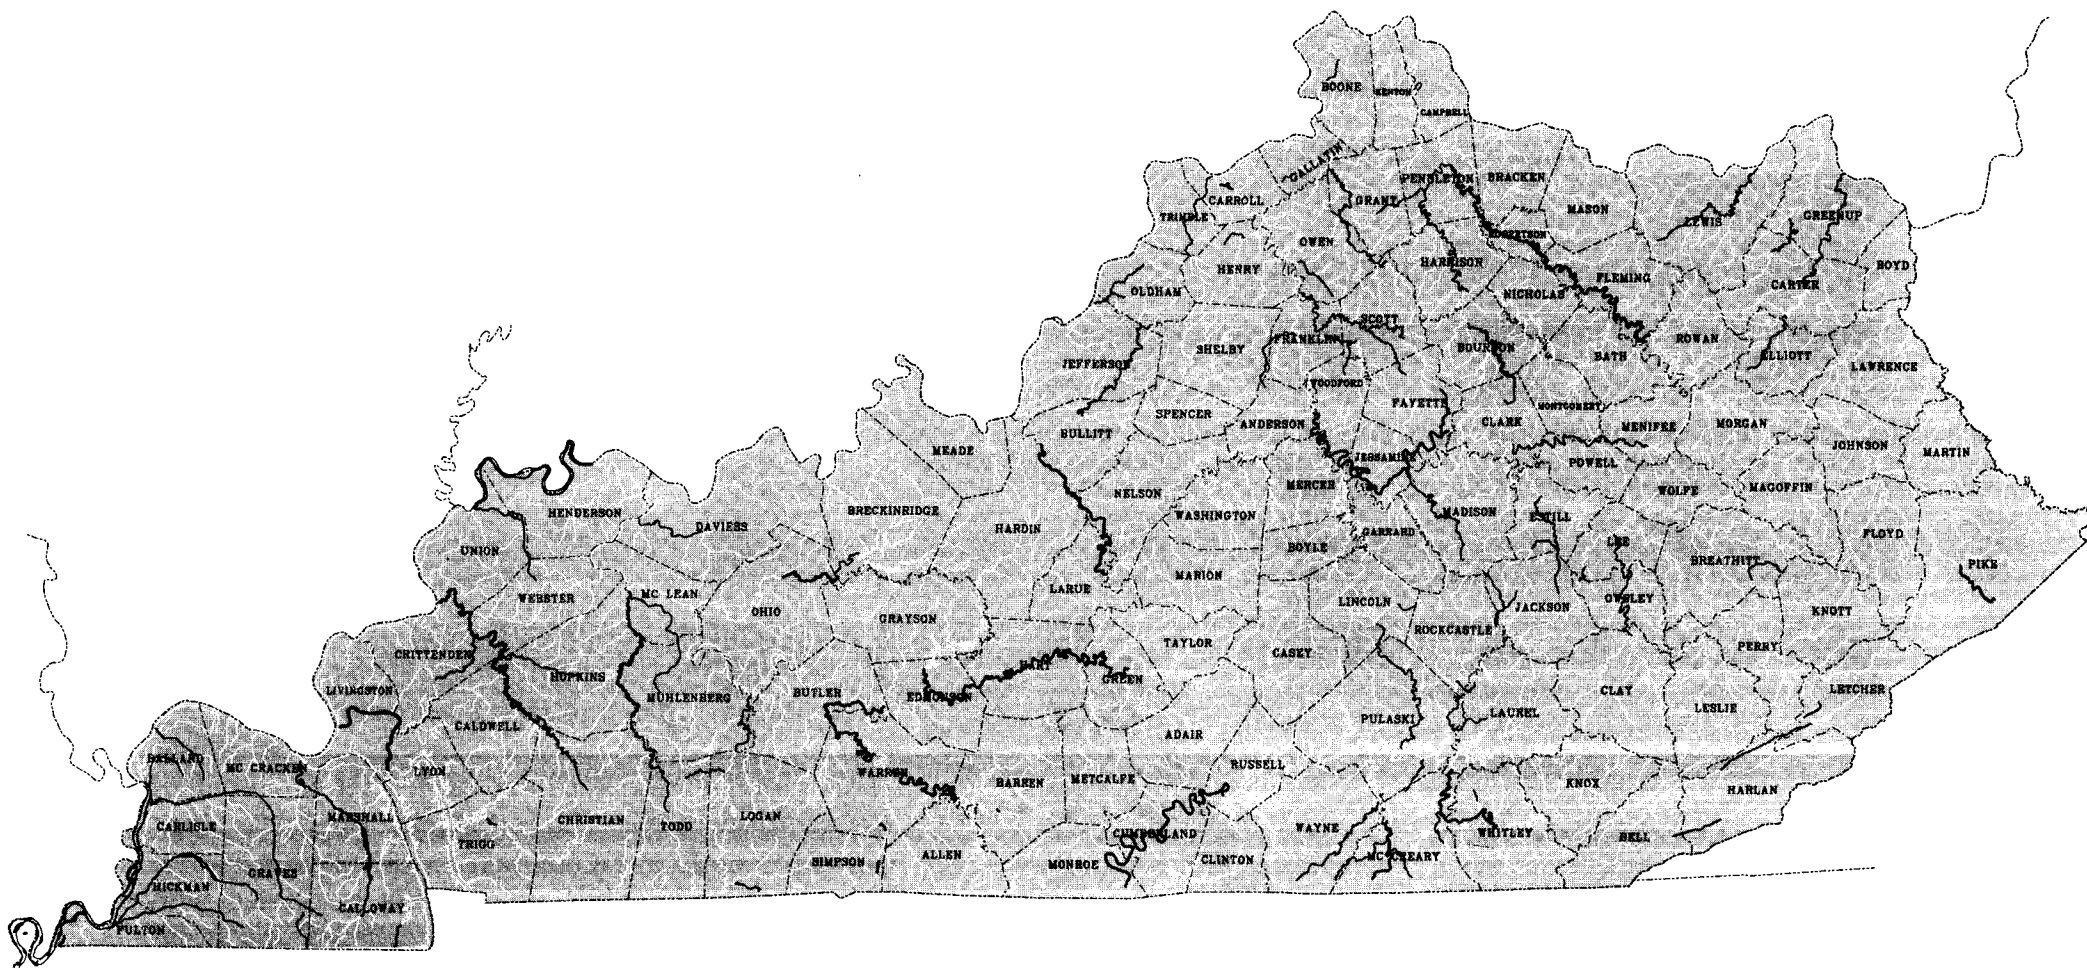 BOONE
KENTON
CAMPBELL
GALLATIN
PENDLETON
BRACKEN
CARROLL
GRANT
TRIMBLE
MASON
LEWIS
GREENUP
OWEN
ROBERTSON
HENRY
HARRISON
FLEMING
BOYD
OLDHAM
NICHOLAS
CARTER
SCOTT
FRANKLIN
SHELBY
BOURBON
BATH
ROWAN
ELLIOTT
JEFFERSON
LAWRENCE
WOODFORD
FAYETTE
MONTGOMERY
SPENCER
ANDERSON
CLARK
MENIFEE
MORGAN
BULLITT
JOHNSON
MARTIN
MEADE
JESSAMINE
POWELL
MERCER
NELSON
WOLFE
MAGOFFIN
HENDERSON
BRECKINRIDGE
WASHINGTON
MADISON
ESTILL
DAVIESS
HARDIN
GARRARD
FLOYD
UNION
BOYLE
LEE
BREATHITT
PIKE
MARION
WEBSTER
MC LEAN
LARUE
LINCOLN
OWSLEY
JACKSON
OHIO
GRAYSON
KNOTT
ROCKCASTLE
TAYLOR
CASEY
PERRY
CRITTENDEN
HART
HOPKINS
GREEN
LIVINGSTON
MUHLENBERG
BUTLER
EDMONSON
CLAY
LETCHER
LESLIE
CALDWELL
PULASKI
LAUREL
ADAIR
BALLARD
MC CRACKEN
LYON
WARREN
BARREN
METCALFE
RUSSELL
KNOX
HARLAN
CARLISLE
MARSHALL
CHRISTIAN
TODD
LOGAN
CUMBERLAND
WAYNE
WHITLEY
BELL
TRIGG
SIMPSON
ALLEN
MONROE
CLINTON
MC CREARY
GRAVES
HICKMAN
CALLOWAY
FULTON